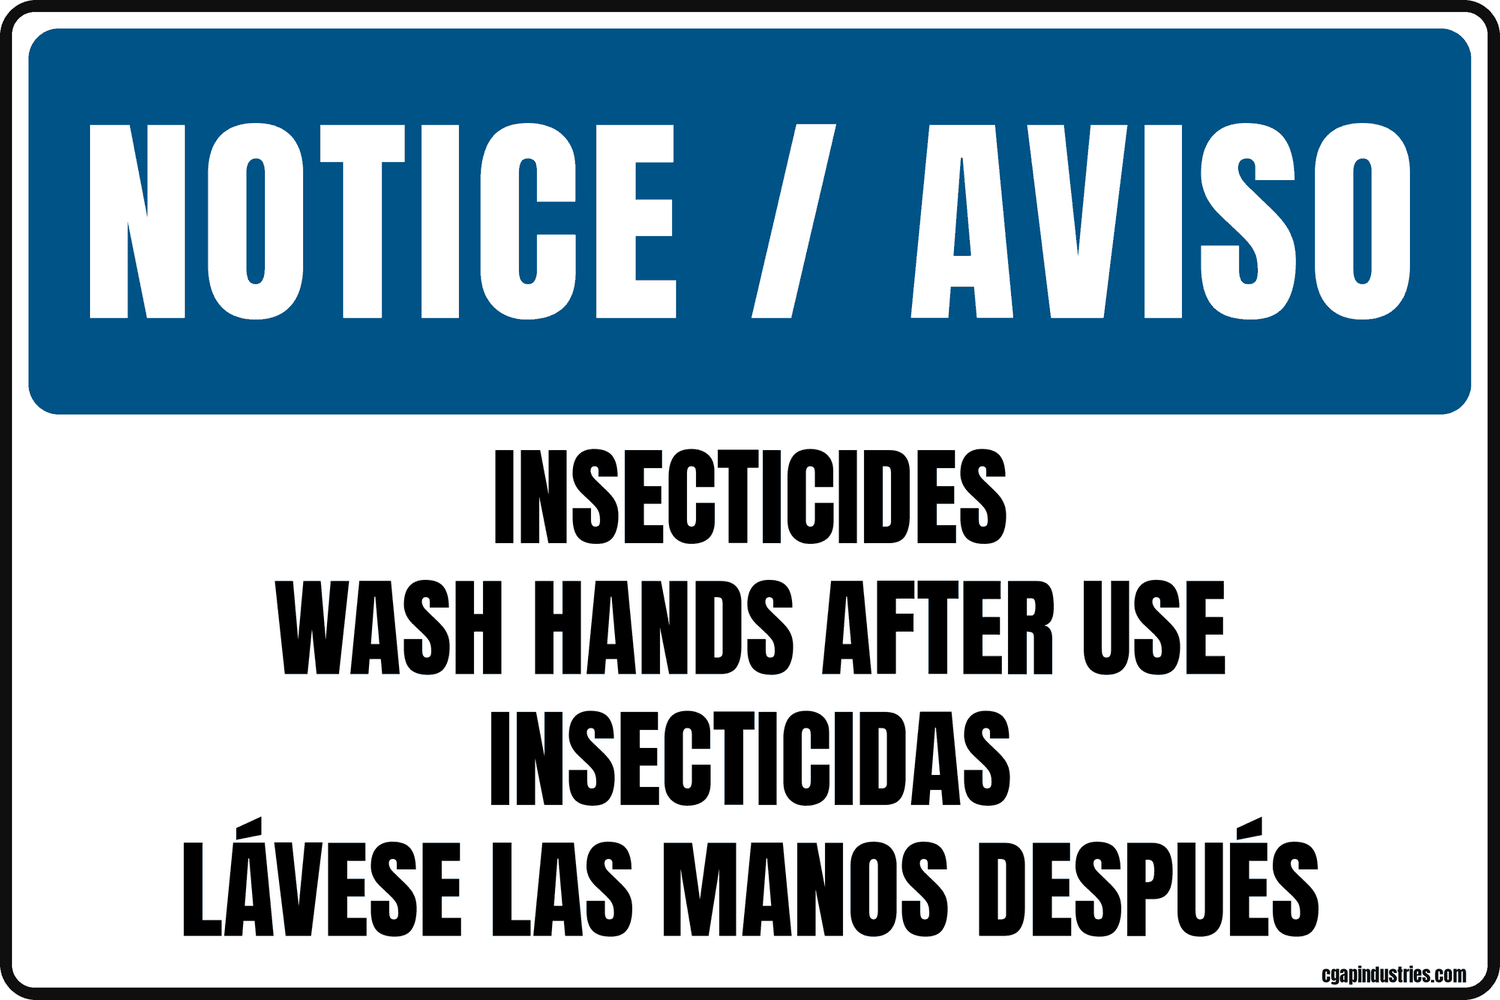 NOTICE / AVISO
INSECTICIDES
WASH HANDS AFTER USE
INSECTICIDAS
LÁVESE LAS MANOS DESPUÉS
cgapindustries.com